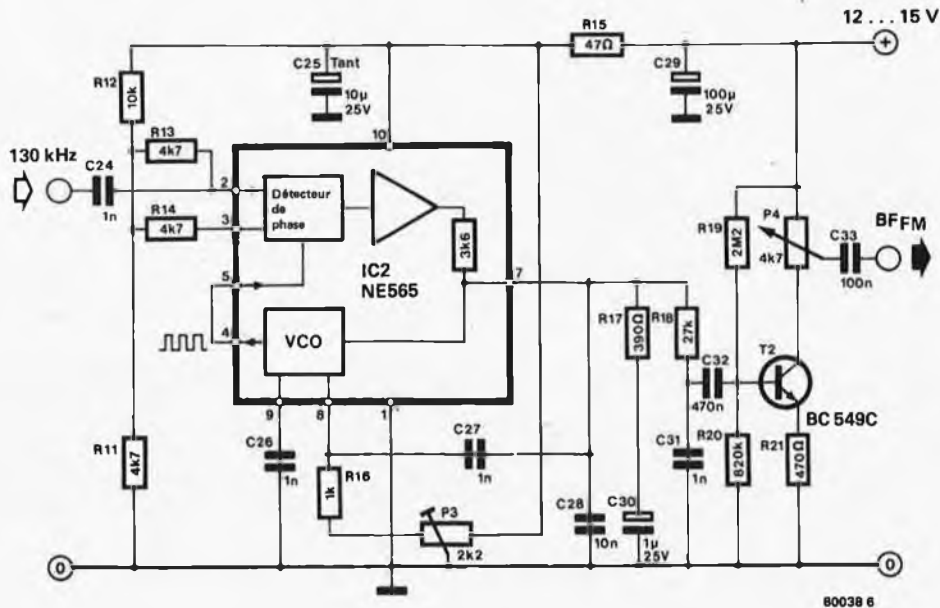 12 . . . 15 V
R15
47Ω
+
C25 Tant
10µ
25V
C29
100µ
25V
R12
10k
R13
4k7
10
130 kHz
C24
1n
2
Détecteur
de
phase
R14
4k7
3
3k6
IC2
NE565
5
7
4
VCO
R19
2M2
P4
4k7
C33
100n
BF FM
R17
390Ω
R18
27k
C32
470n
T2
BC 549C
9
8
1
R11
4k7
C26
1n
C27
1n
R16
1k
P3
2k2
C28
10n
C30
1µ
25V
C31
1n
R20
820k
R21
470Ω
0
0
80038 6